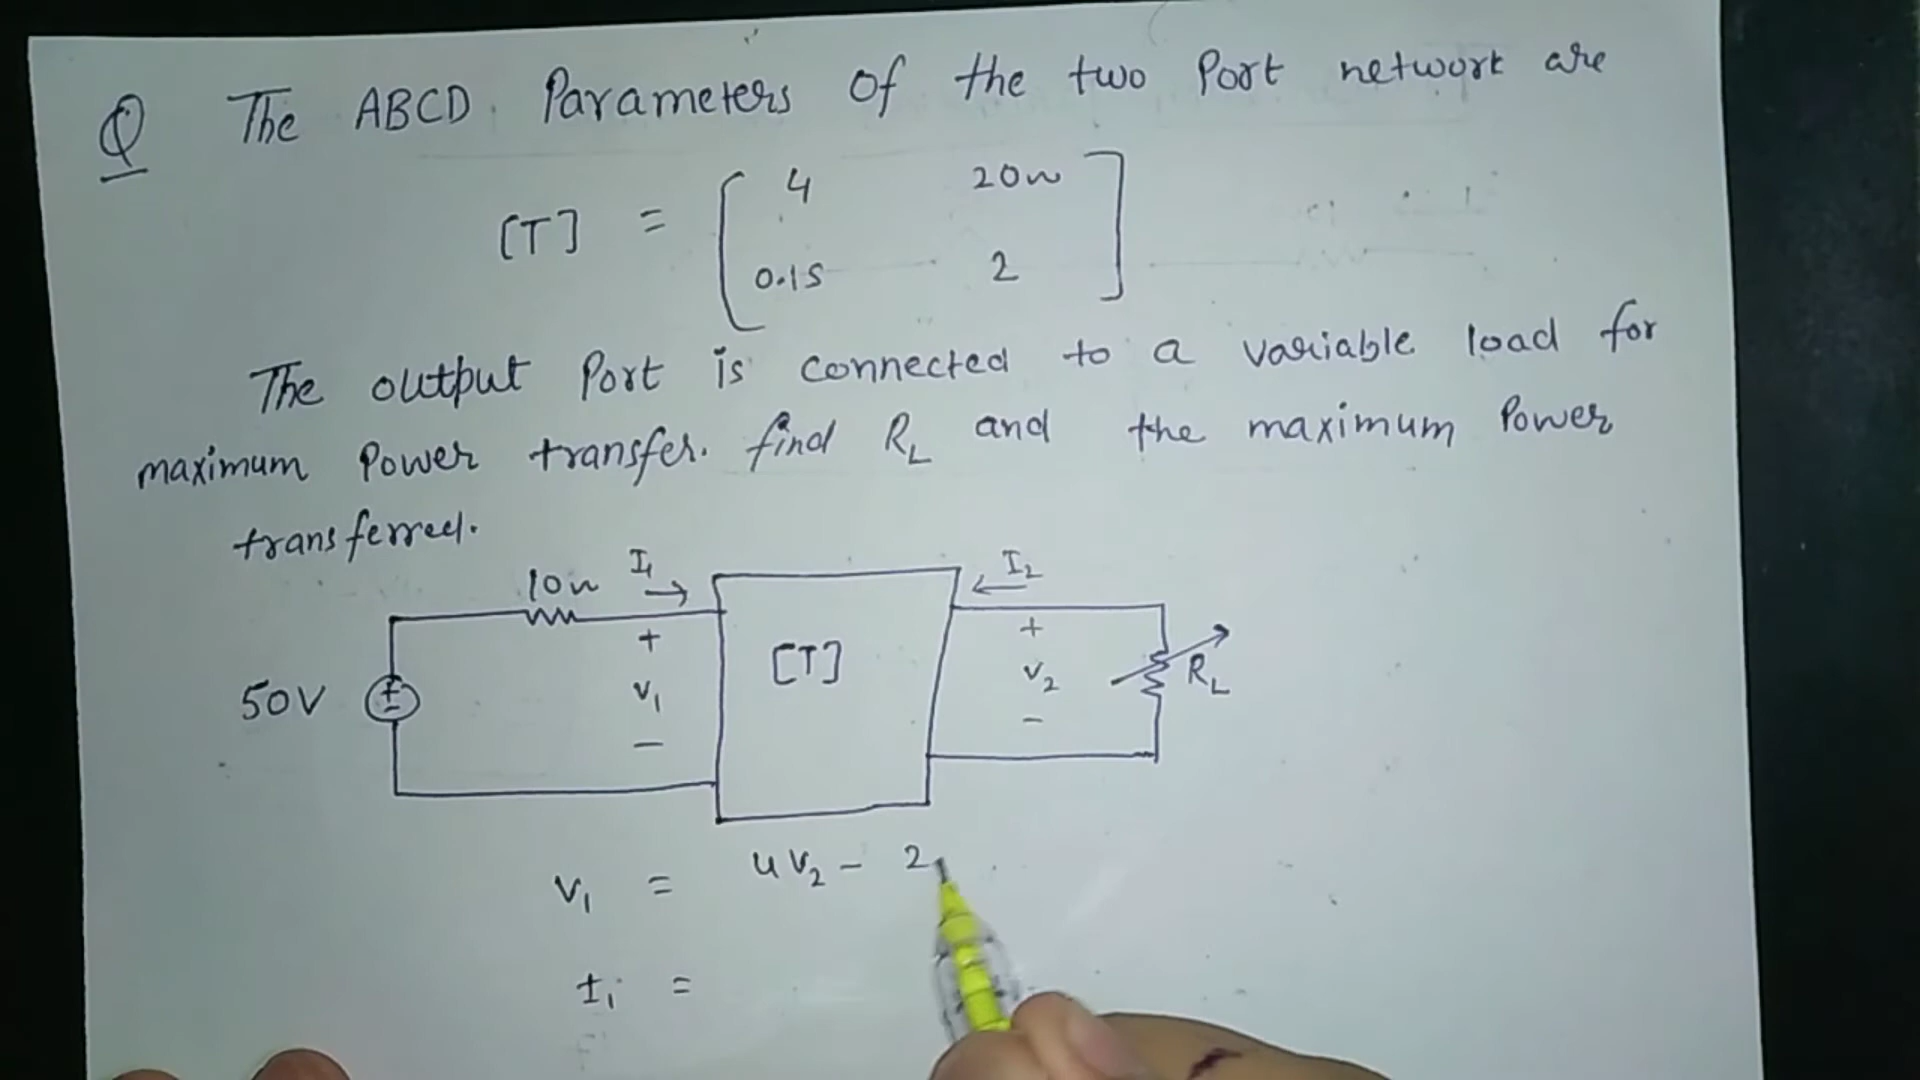 Q The ABCD Parameters of the two Port network are
[T] = [ 4 20Ω
0.1S 2 ]
The output Port is connected to a variable load for
maximum Power transfer. find RL and the maximum Power
transferred.
10Ω I1 → ← I2
50V + V1 − [T] + V2 − RL
V1 = 4V2 - 2
I1 =